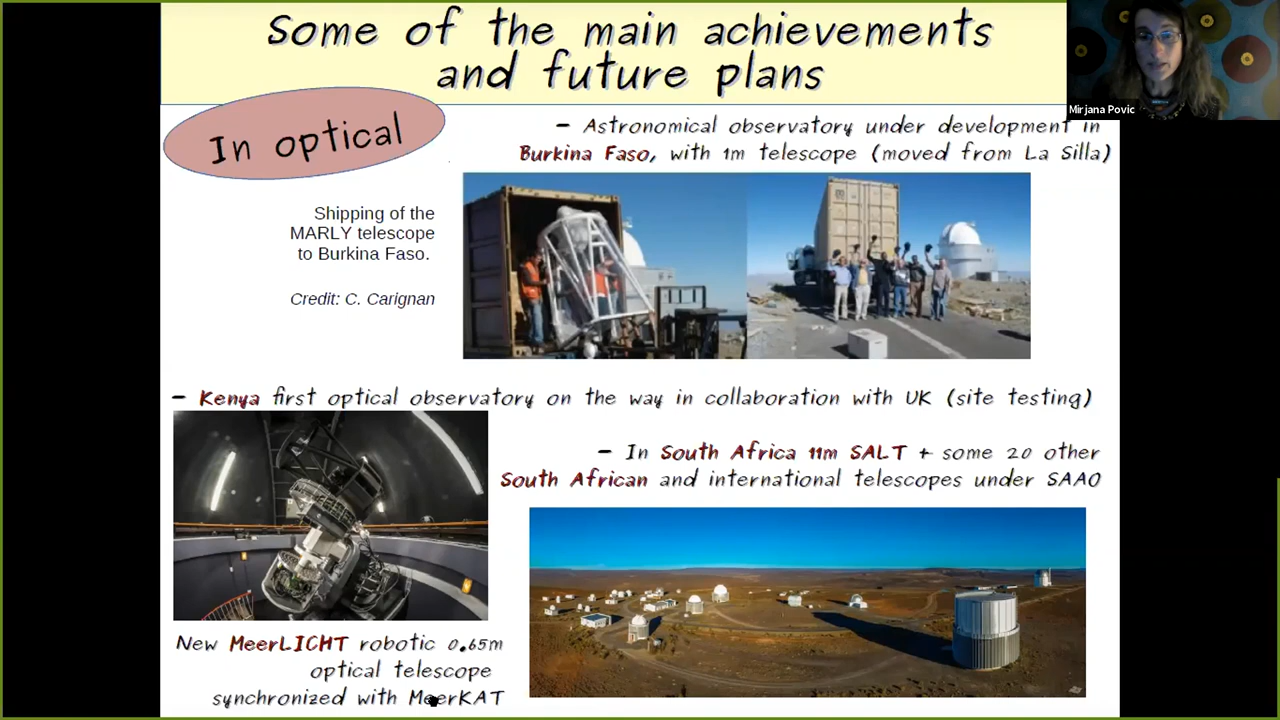 Some of the main achievements
and future plans
Mirjana Povic
In optical
- Astronomical observatory under development in
Burkina Faso, with 1m telescope (moved from La Silla)
Shipping of the
MARLY telescope
to Burkina Faso.
Credit: C. Carignan
- Kenya first optical observatory on the way in collaboration with UK (site testing)
- In South Africa 11m SALT + some 20 other
South African and international telescopes under SAAO
New MeerLICHT robotic 0.65m
optical telescope
synchronized with MeerKAT